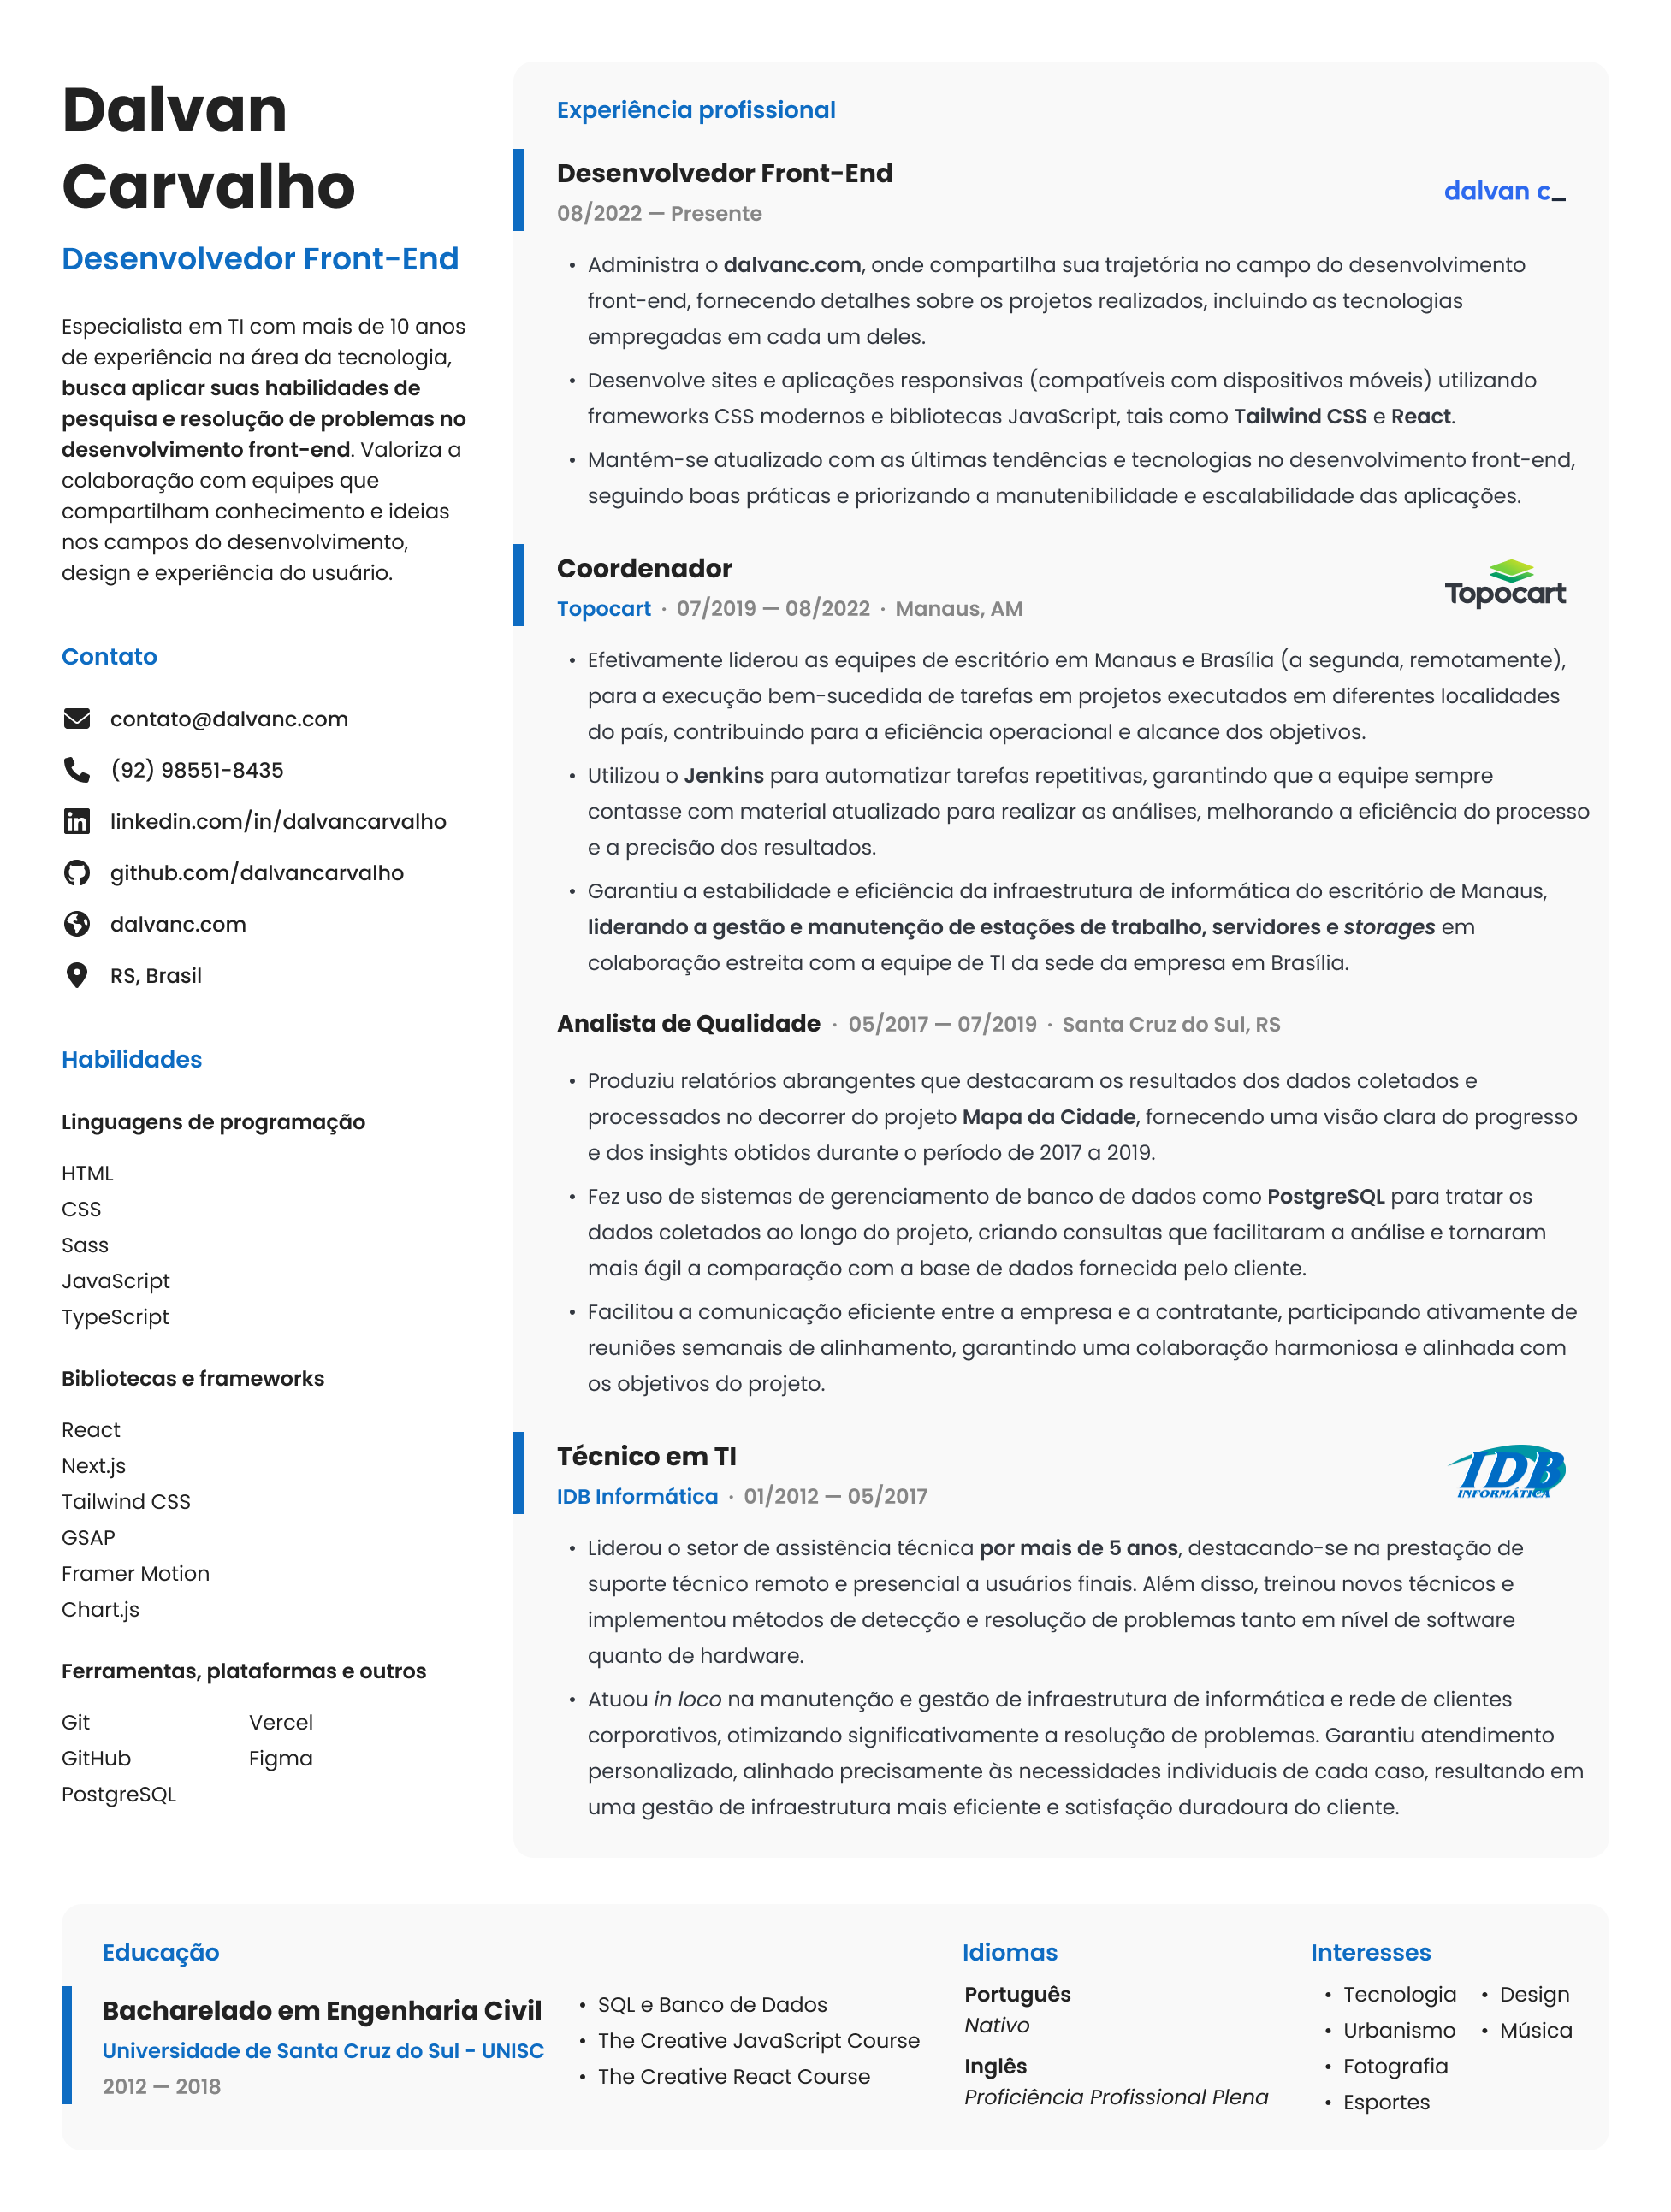 Dalvan
Carvalho
Desenvolvedor Front-End
Especialista em TI com mais de 10 anos
de experiência na área da tecnologia,
busca aplicar suas habilidades de
pesquisa e resolução de problemas no
desenvolvimento front-end. Valoriza a
colaboração com equipes que
compartilham conhecimento e ideias
nos campos do desenvolvimento,
design e experiência do usuário.
Contato
contato@dalvanc.com
(92) 98551-8435
linkedin.com/in/dalvancarvalho
github.com/dalvancarvalho
dalvanc.com
RS, Brasil
Habilidades
Linguagens de programação
HTML
CSS
Sass
JavaScript
TypeScript
Bibliotecas e frameworks
React
Next.js
Tailwind CSS
GSAP
Framer Motion
Chart.js
Ferramentas, plataformas e outros
Git
GitHub
PostgreSQL
Vercel
Figma
Experiência profissional
Desenvolvedor Front-End
08/2022 — Presente
dalvan c_
• Administra o dalvanc.com, onde compartilha sua trajetória no campo do desenvolvimento
front-end, fornecendo detalhes sobre os projetos realizados, incluindo as tecnologias
empregadas em cada um deles.
• Desenvolve sites e aplicações responsivas (compatíveis com dispositivos móveis) utilizando
frameworks CSS modernos e bibliotecas JavaScript, tais como Tailwind CSS e React.
• Mantém-se atualizado com as últimas tendências e tecnologias no desenvolvimento front-end,
seguindo boas práticas e priorizando a manutenibilidade e escalabilidade das aplicações.
Coordenador
Topocart · 07/2019 — 08/2022 · Manaus, AM
Topocart
• Efetivamente liderou as equipes de escritório em Manaus e Brasília (a segunda, remotamente),
para a execução bem-sucedida de tarefas em projetos executados em diferentes localidades
do país, contribuindo para a eficiência operacional e alcance dos objetivos.
• Utilizou o Jenkins para automatizar tarefas repetitivas, garantindo que a equipe sempre
contasse com material atualizado para realizar as análises, melhorando a eficiência do processo
e a precisão dos resultados.
• Garantiu a estabilidade e eficiência da infraestrutura de informática do escritório de Manaus,
liderando a gestão e manutenção de estações de trabalho, servidores e storages em
colaboração estreita com a equipe de TI da sede da empresa em Brasília.
Analista de Qualidade · 05/2017 — 07/2019 · Santa Cruz do Sul, RS
• Produziu relatórios abrangentes que destacaram os resultados dos dados coletados e
processados no decorrer do projeto Mapa da Cidade, fornecendo uma visão clara do progresso
e dos insights obtidos durante o período de 2017 a 2019.
• Fez uso de sistemas de gerenciamento de banco de dados como PostgreSQL para tratar os
dados coletados ao longo do projeto, criando consultas que facilitaram a análise e tornaram
mais ágil a comparação com a base de dados fornecida pelo cliente.
• Facilitou a comunicação eficiente entre a empresa e a contratante, participando ativamente de
reuniões semanais de alinhamento, garantindo uma colaboração harmoniosa e alinhada com
os objetivos do projeto.
Técnico em TI
IDB Informática · 01/2012 — 05/2017
IDB
INFORMÁTICA
• Liderou o setor de assistência técnica por mais de 5 anos, destacando-se na prestação de
suporte técnico remoto e presencial a usuários finais. Além disso, treinou novos técnicos e
implementou métodos de detecção e resolução de problemas tanto em nível de software
quanto de hardware.
• Atuou in loco na manutenção e gestão de infraestrutura de informática e rede de clientes
corporativos, otimizando significativamente a resolução de problemas. Garantiu atendimento
personalizado, alinhado precisamente às necessidades individuais de cada caso, resultando em
uma gestão de infraestrutura mais eficiente e satisfação duradoura do cliente.
Educação
Bacharelado em Engenharia Civil
Universidade de Santa Cruz do Sul - UNISC
2012 — 2018
• SQL e Banco de Dados
• The Creative JavaScript Course
• The Creative React Course
Idiomas
Português
Nativo
Inglês
Proficiência Profissional Plena
Interesses
• Tecnologia
• Urbanismo
• Fotografia
• Esportes
• Design
• Música